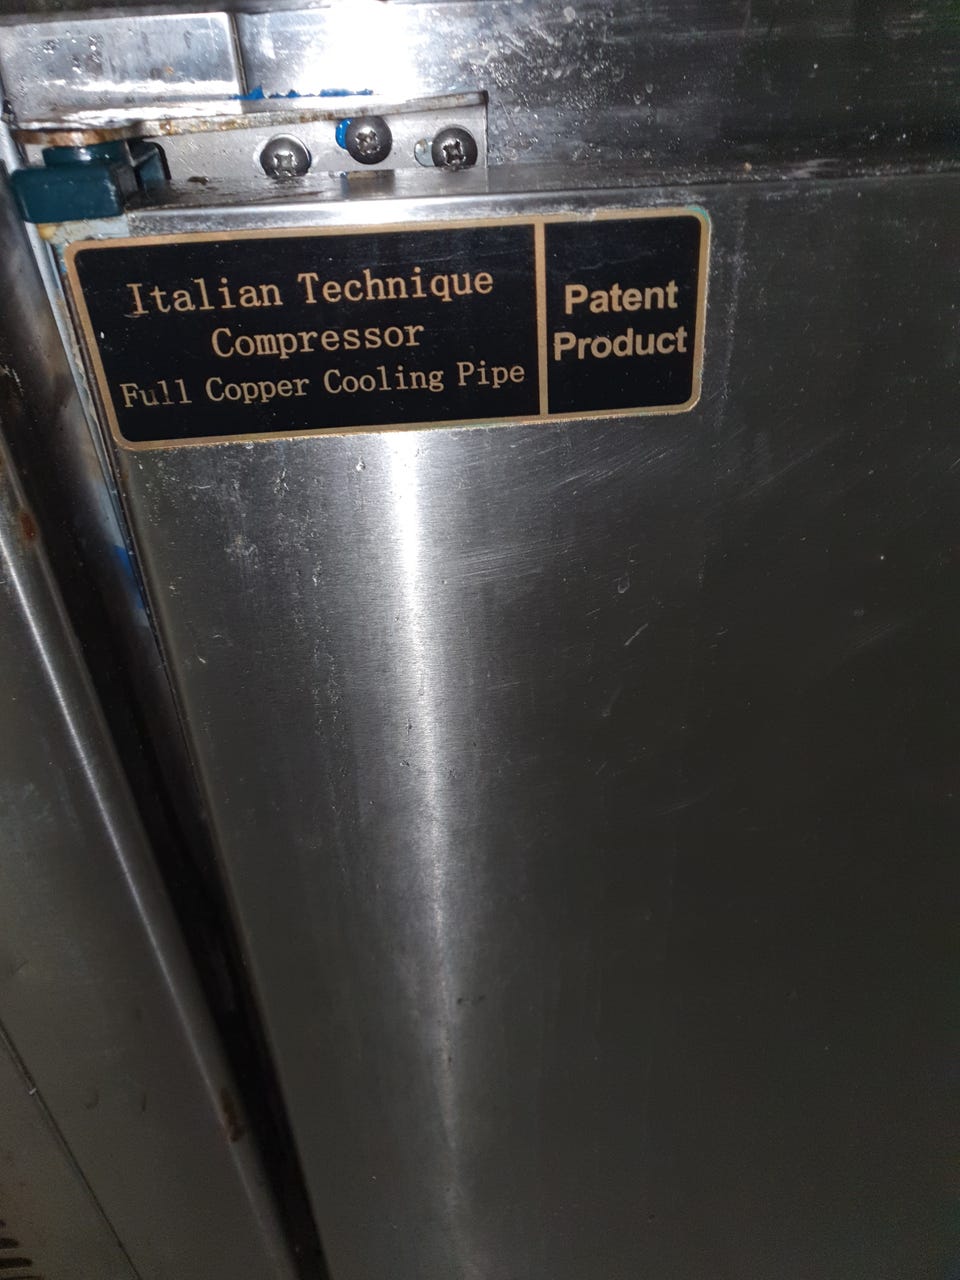 Italian Technique
Compressor
Full Copper Cooling Pipe
Patent
Product